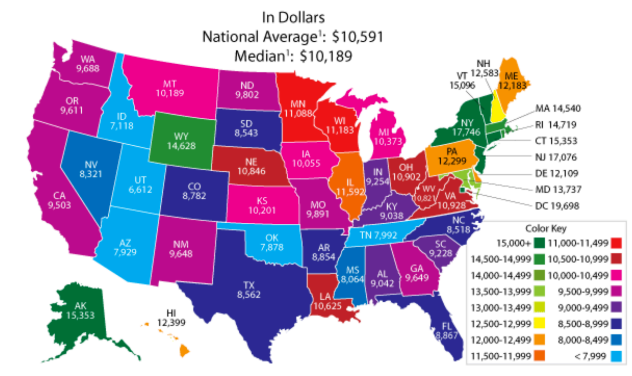 In Dollars
National Average¹: $10,591
Median¹: $10,189
WA
9,688
OR
9,611
CA
9,503
ID
7,118
NV
8,321
UT
6,612
AZ
7,929
MT
10,189
WY
14,628
CO
8,782
NM
9,648
ND
9,802
SD
8,543
NE
10,846
KS
10,201
OK
7,878
TX
8,562
MN
11,088
IA
10,055
MO
9,891
AR
8,854
LA
10,625
WI
11,183
IL
11,592
MI
10,373
IN
9,254
OH
10,902
KY
9,038
TN 7,992
MS
8,064
AL
9,042
GA
9,649
FL
8,867
SC
9,228
NC
8,518
WV
10,821
VA
10,928
PA
12,299
NY
17,746
VT
15,096
NH
12,583
ME
12,183
MA 14,540
RI 14,719
CT 15,353
NJ 17,076
DE 12,109
MD 13,737
DC 19,698
AK
15,353
HI
12,399
Color Key
15,000+ 11,000-11,499
14,500-14,999 10,500-10,999
14,000-14,499 10,000-10,499
13,500-13,999 9,500-9,999
13,000-13,499 9,000-9,499
12,500-12,999 8,500-8,999
12,000-12,499 8,000-8,499
11,500-11,999 < 7,999